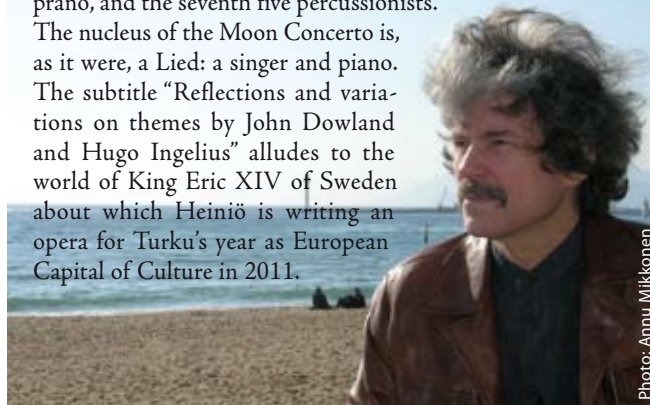 prano, and the seventh five percussionists.
The nucleus of the Moon Concerto is,
as it were, a Lied: a singer and piano.
The subtitle “Reflections and varia-
tions on themes by John Dowland
and Hugo Ingelius” alludes to the
world of King Eric XIV of Sweden
about which Heiniö is writing an
opera for Turku’s year as European
Capital of Culture in 2011.
Photo: Annu Mikkonen